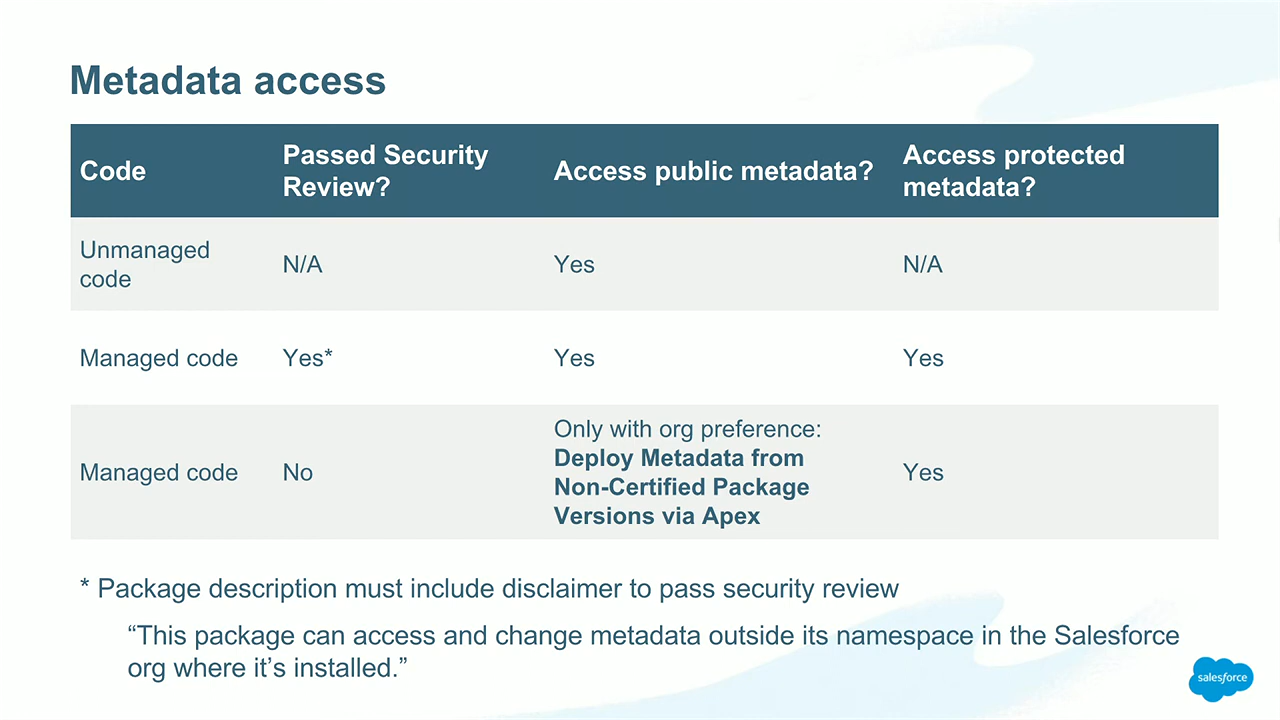 Metadata access
Code
Passed Security
Review?
Access public metadata?
Access protected
metadata?
Unmanaged
code
N/A
Yes
N/A
Managed code
Yes*
Yes
Yes
Managed code
No
Only with org preference:
Deploy Metadata from
Non-Certified Package
Versions via Apex
Yes
* Package description must include disclaimer to pass security review
“This package can access and change metadata outside its namespace in the Salesforce
org where it’s installed.”
salesforce